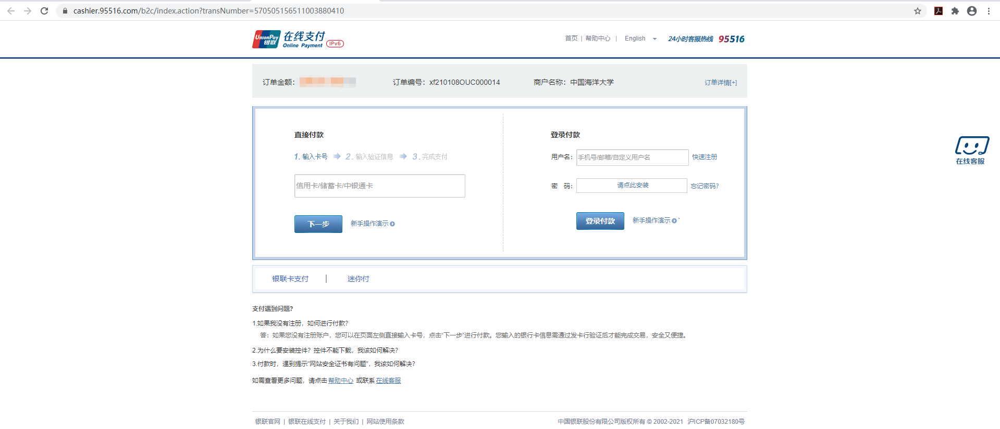 cashier.95516.com/b2c/index.action?transNumber=570505156511003880410
UnionPay 银联 在线支付 Online Payment IPv6
首页 | 帮助中心 | English 24小时客服热线 95516
订单金额： 订单编号：xf210108OUC000014 商户名称：中国海洋大学 订单详情[+]
直接付款
1. 输入卡号 2. 输入验证信息 3. 完成支付
信用卡/储蓄卡/中银通卡
下一步 新手操作演示
登录付款
用户名： 手机号/邮箱/自定义用户名 快速注册
密 码： 请点此安装 忘记密码?
登录付款 新手操作演示 `
在线客服
银联卡支付 | 迷你付
支付遇到问题?
1.如果我没有注册，如何进行付款?
答：如果您没有注册账户，您可以在页面左侧直接输入卡号，点击“下一步”进行付款。您输入的银行卡信息需通过发卡行验证后才能完成交易，安全又便捷。
2.为什么要安装控件？控件不能下载，我该如何解决?
3.付款时，遇到提示"网站安全证书有问题"，我该如何解决?
如需查看更多问题，请点击 帮助中心 或联系 在线客服
银联官网 | 银联在线支付 | 关于我们 | 网站使用条款
中国银联股份有限公司版权所有 © 2002-2021 沪ICP备07032180号